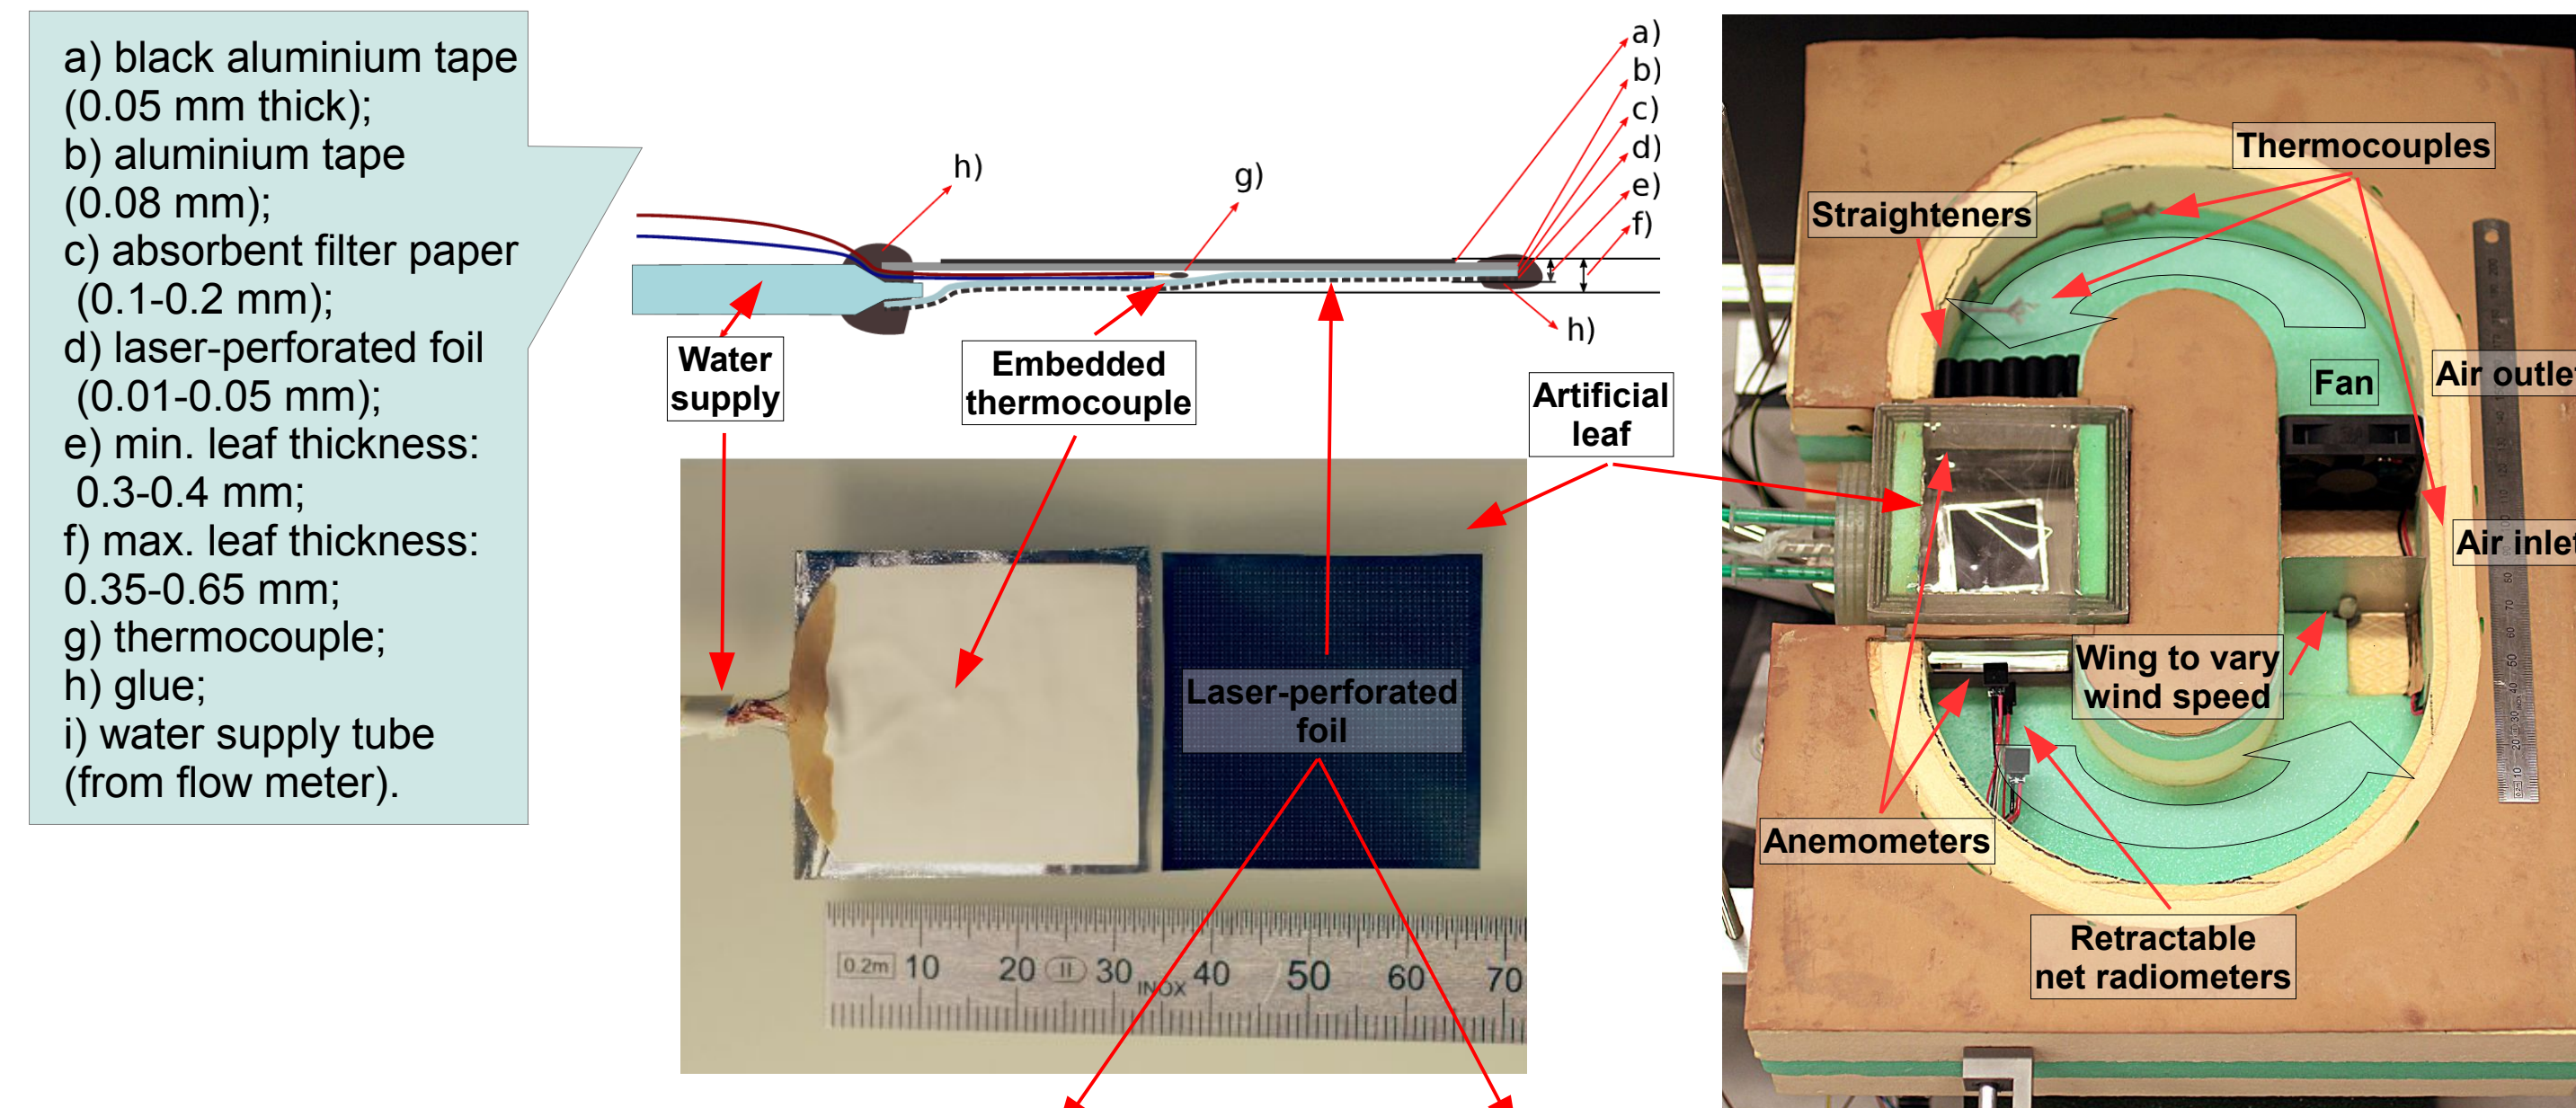 a) black aluminium tape
(0.05 mm thick);
b) aluminium tape
(0.08 mm);
c) absorbent filter paper
(0.1-0.2 mm);
d) laser-perforated foil
(0.01-0.05 mm);
e) min. leaf thickness:
0.3-0.4 mm;
f) max. leaf thickness:
0.35-0.65 mm;
g) thermocouple;
h) glue;
i) water supply tube
(from flow meter).
a)
b)
c)
d)
e)
f)
g)
h)
h)
Water
supply
Embedded
thermocouple
Artificial
leaf
Laser-perforated
foil
0.2m 10 20 II 30 INOX 40 50 60 70
Thermocouples
Straighteners
Fan
Air outlet
Air inlet
Wing to vary
wind speed
Anemometers
Retractable
net radiometers